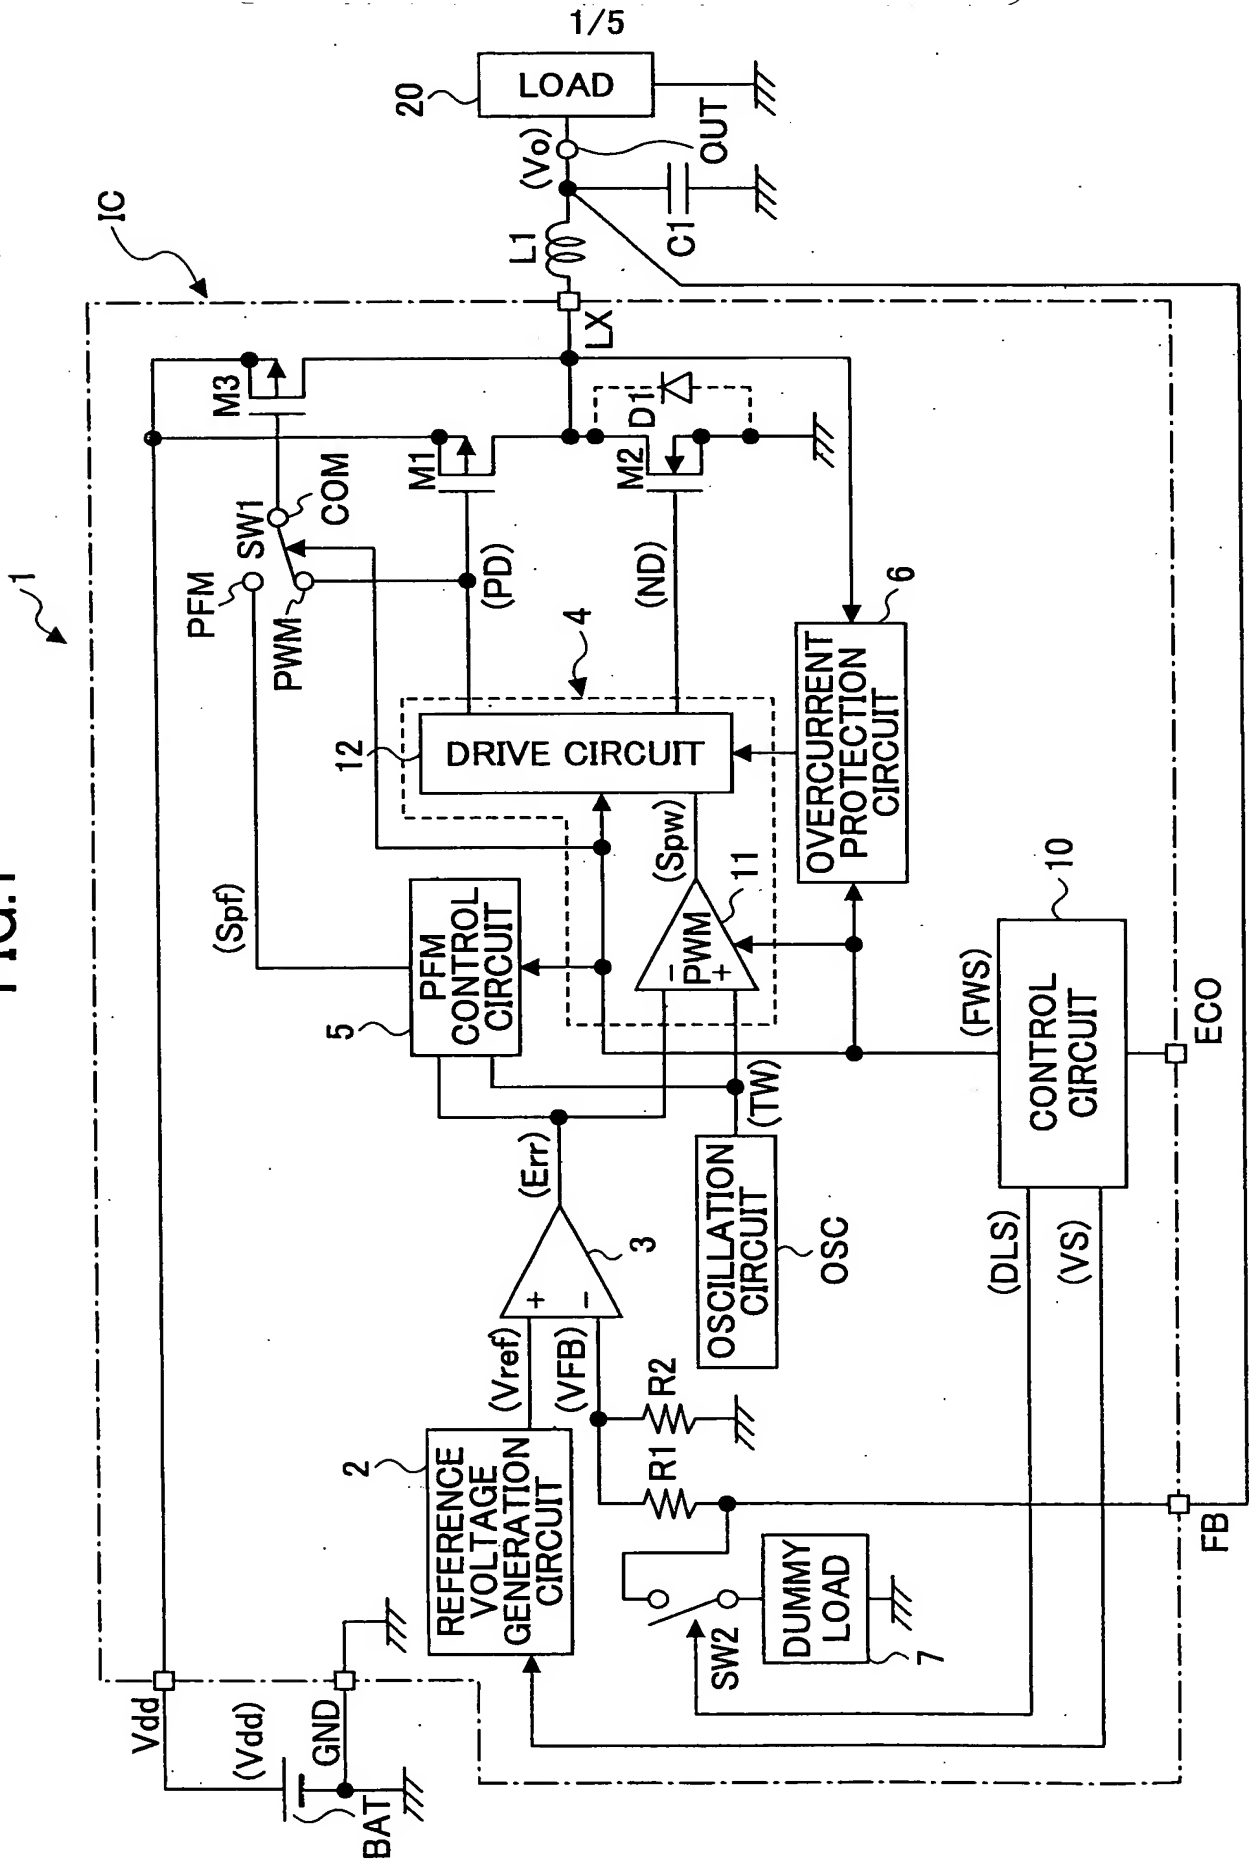 1/5
IC
1
20
LOAD
(Vo)
OUT
L1
C1
LX
M3
M1
M2
D1
SW1
COM
PFM
PWM
(PD)
(ND)
4
12
DRIVE CIRCUIT
6
OVERCURRENT
PROTECTION
CIRCUIT
(Spf)
(Spw)
5
PFM
CONTROL
CIRCUIT
PWM
−
+
11
10
CONTROL
CIRCUIT
(FWS)
ECO
(DLS)
(VS)
(Err)
(TW)
3
+
−
OSCILLATION
CIRCUIT
OSC
(Vref)
(VFB)
2
REFERENCE
VOLTAGE
GENERATION
CIRCUIT
R1
R2
SW2
DUMMY
LOAD
7
FB
Vdd
(Vdd)
GND
BAT